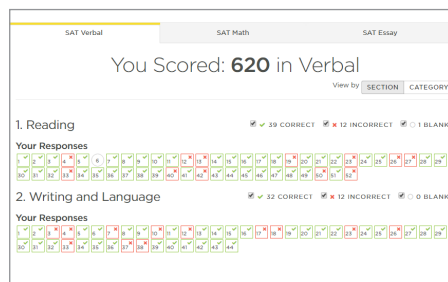 SAT Verbal SAT Math SAT Essay
You Scored: 620 in Verbal
View by SECTION CATEGORY
1. Reading 39 CORRECT 12 INCORRECT 1 BLANK
Your Responses
1 2 3 4 5 6 7 8 9 10 11 12 13 14 15 16 17 18 19 20 21 22 23 24 25 26 27 28 29
30 31 32 33 34 35 36 37 38 39 40 41 42 43 44 45 46 47 48 49 50 51 52
2. Writing and Language 32 CORRECT 12 INCORRECT 0 BLANK
Your Responses
1 2 3 4 5 6 7 8 9 10 11 12 13 14 15 16 17 18 19 20 21 22 23 24 25 26 27 28 29
30 31 32 33 34 35 36 37 38 39 40 41 42 43 44